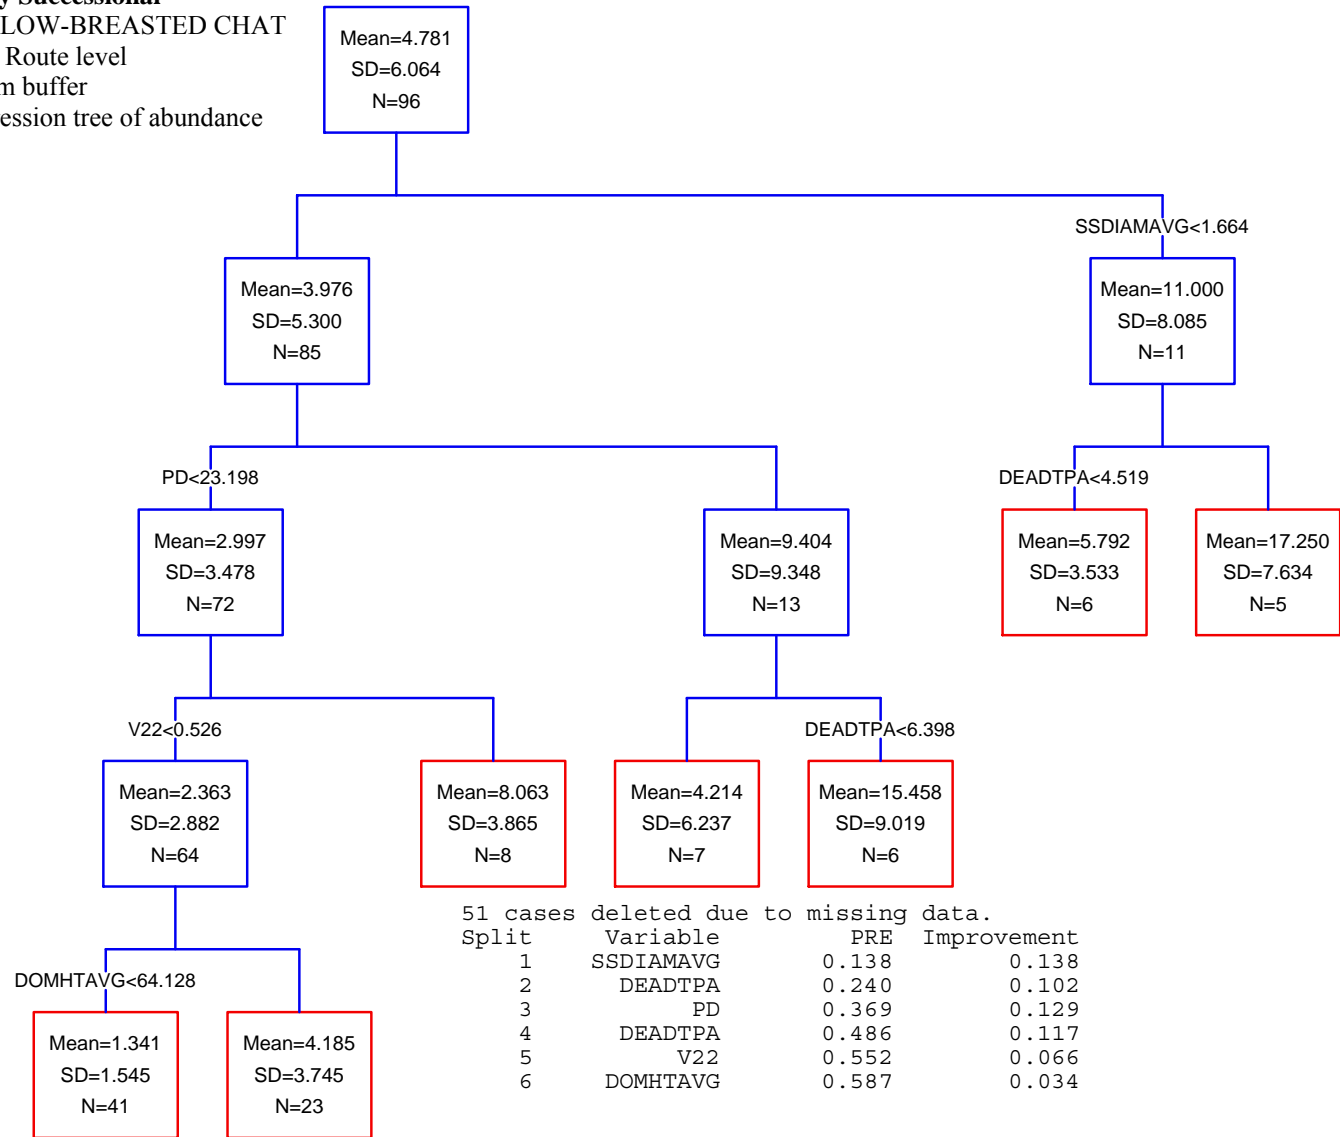 y Successional
LOW-BREASTED CHAT
Route level
m buffer
ession tree of abundance
Mean=4.781
SD=6.064
N=96
SSDIAMAVG<1.664
Mean=3.976
SD=5.300
N=85
Mean=11.000
SD=8.085
N=11
PD<23.198
DEADTPA<4.519
Mean=2.997
SD=3.478
N=72
Mean=9.404
SD=9.348
N=13
Mean=5.792
SD=3.533
N=6
Mean=17.250
SD=7.634
N=5
V22<0.526
DEADTPA<6.398
Mean=2.363
SD=2.882
N=64
Mean=8.063
SD=3.865
N=8
Mean=4.214
SD=6.237
N=7
Mean=15.458
SD=9.019
N=6
DOMHTAVG<64.128
Mean=1.341
SD=1.545
N=41
Mean=4.185
SD=3.745
N=23
51 cases deleted due to missing data.
Split Variable PRE Improvement
1 SSDIAMAVG 0.138 0.138
2 DEADTPA 0.240 0.102
3 PD 0.369 0.129
4 DEADTPA 0.486 0.117
5 V22 0.552 0.066
6 DOMHTAVG 0.587 0.034